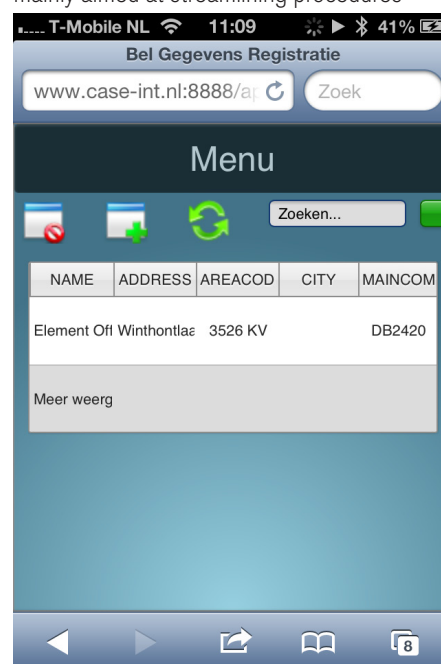 mainly aimed at streamlining procedures
T-Mobile NL 11:09 41%
Bel Gegevens Registratie
www.case-int.nl:8888/ap Zoek
Menu
Zoeken...
NAME ADDRESS AREACOD CITY MAINCOM
Element Off Winthontlaa 3526 KV DB2420
Meer weerg
8